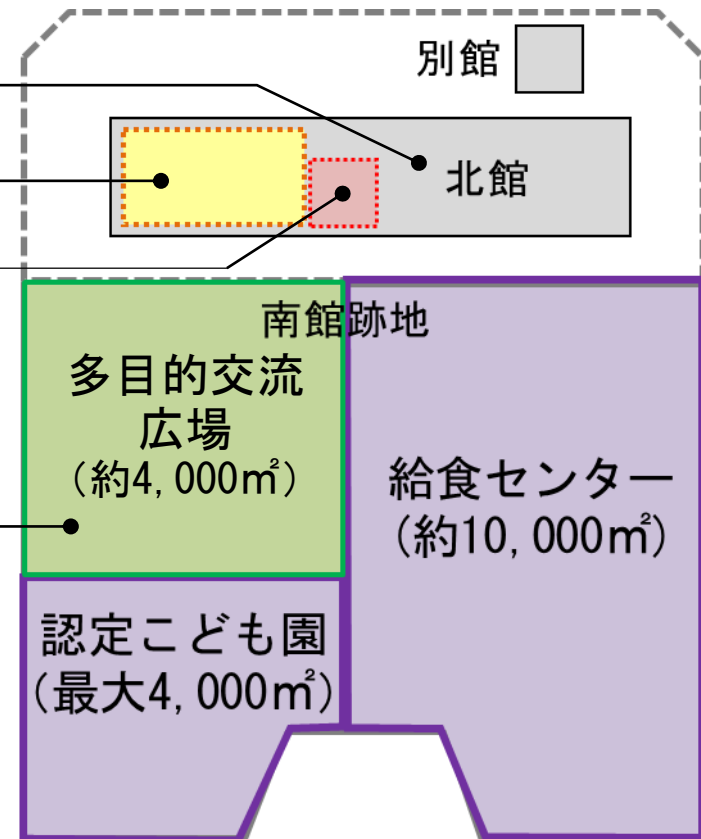 別館
北館
南館跡地
多目的交流
広場
（約4,000㎡）
給食センター
（約10,000㎡）
認定こども園
（最大4,000㎡）